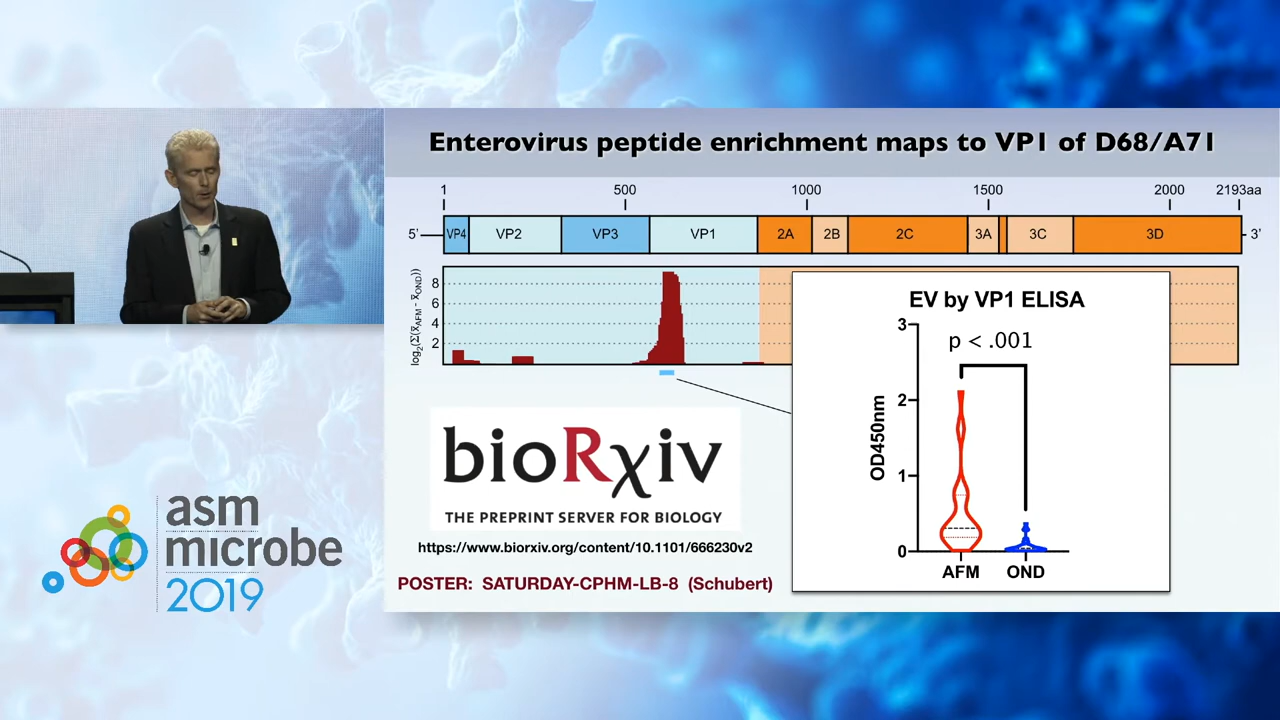 Enterovirus peptide enrichment maps to VP1 of D68/A71
1 500 1000 1500 2000 2193aa
5’ VP4 VP2 VP3 VP1 2A 2B 2C 3A 3C 3D 3’
log2(Σ(x̄AFM - x̄OND))
8
6
4
2
EV by VP1 ELISA
p < .001
OD450nm
3
2
1
0
AFM OND
bioRxiv
THE PREPRINT SERVER FOR BIOLOGY
https://www.biorxiv.org/content/10.1101/666230v2
POSTER: SATURDAY-CPHM-LB-8 (Schubert)
asm
microbe
2019